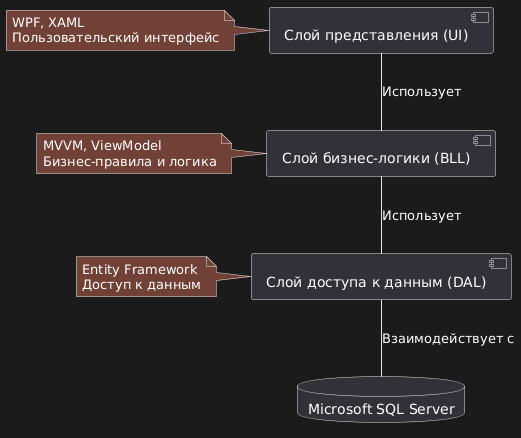 WPF, XAML
Пользовательский интерфейс
Слой представления (UI)
Использует
MVVM, ViewModel
Бизнес-правила и логика
Слой бизнес-логики (BLL)
Использует
Entity Framework
Доступ к данным
Слой доступа к данным (DAL)
Взаимодействует с
Microsoft SQL Server